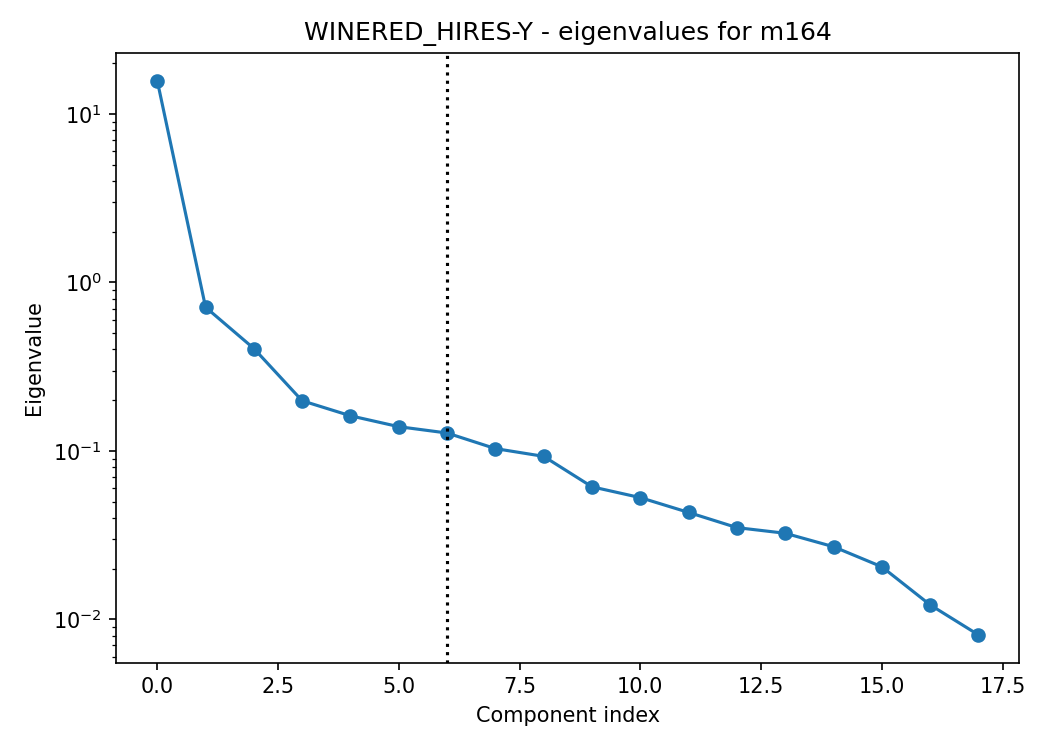 WINERED_HIRES-Y - eigenvalues for m164
Eigenvalue
10¹
10⁰
10⁻¹
10⁻²
0.0 2.5 5.0 7.5 10.0 12.5 15.0 17.5
Component index